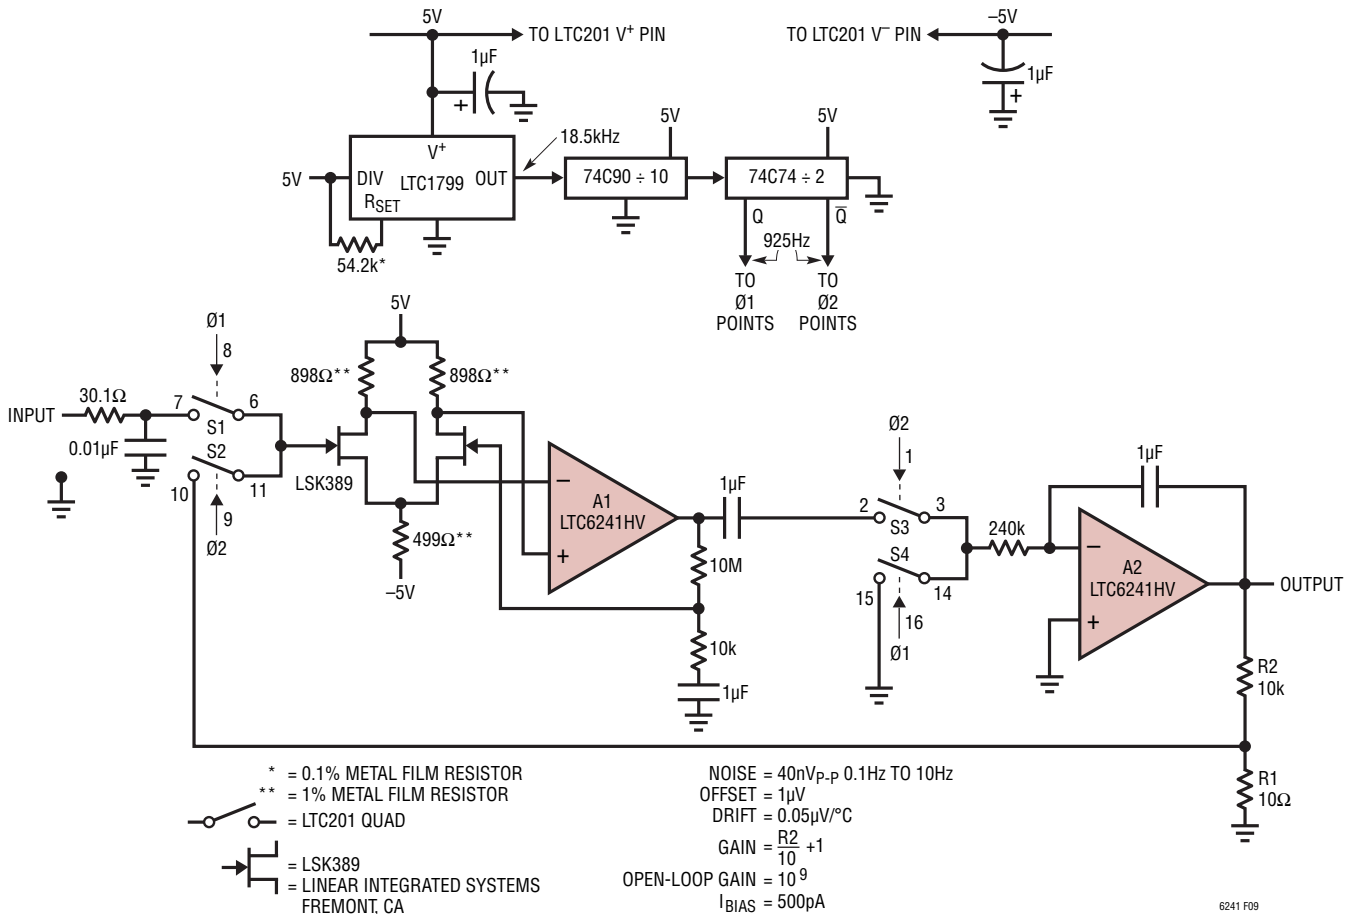 5V
TO LTC201 V+ PIN
TO LTC201 V– PIN
–5V
1µF
+
1µF
+
V+
5V
DIV
LTC1799
OUT
RSET
54.2k*
18.5kHz
5V
74C90 ÷ 10
5V
74C74 ÷ 2
Q
Q̅
925Hz
TO
Ø1
POINTS
TO
Ø2
POINTS
5V
Ø1
8
898Ω**
898Ω**
INPUT
30.1Ω
7
6
S1
0.01µF
S2
10
11
9
Ø2
LSK389
499Ω**
–5V
–
A1
LTC6241HV
+
1µF
10M
10k
1µF
Ø2
1
2
3
S3
S4
15
14
16
Ø1
240k
1µF
–
A2
LTC6241HV
+
OUTPUT
R2
10k
R1
10Ω
* = 0.1% METAL FILM RESISTOR
** = 1% METAL FILM RESISTOR
= LTC201 QUAD
= LSK389
= LINEAR INTEGRATED SYSTEMS
FREMONT, CA
NOISE = 40nVP-P 0.1Hz TO 10Hz
OFFSET = 1µV
DRIFT = 0.05µV/°C
GAIN = R2/10 +1
OPEN-LOOP GAIN = 10^9
IBIAS = 500pA
6241 F09